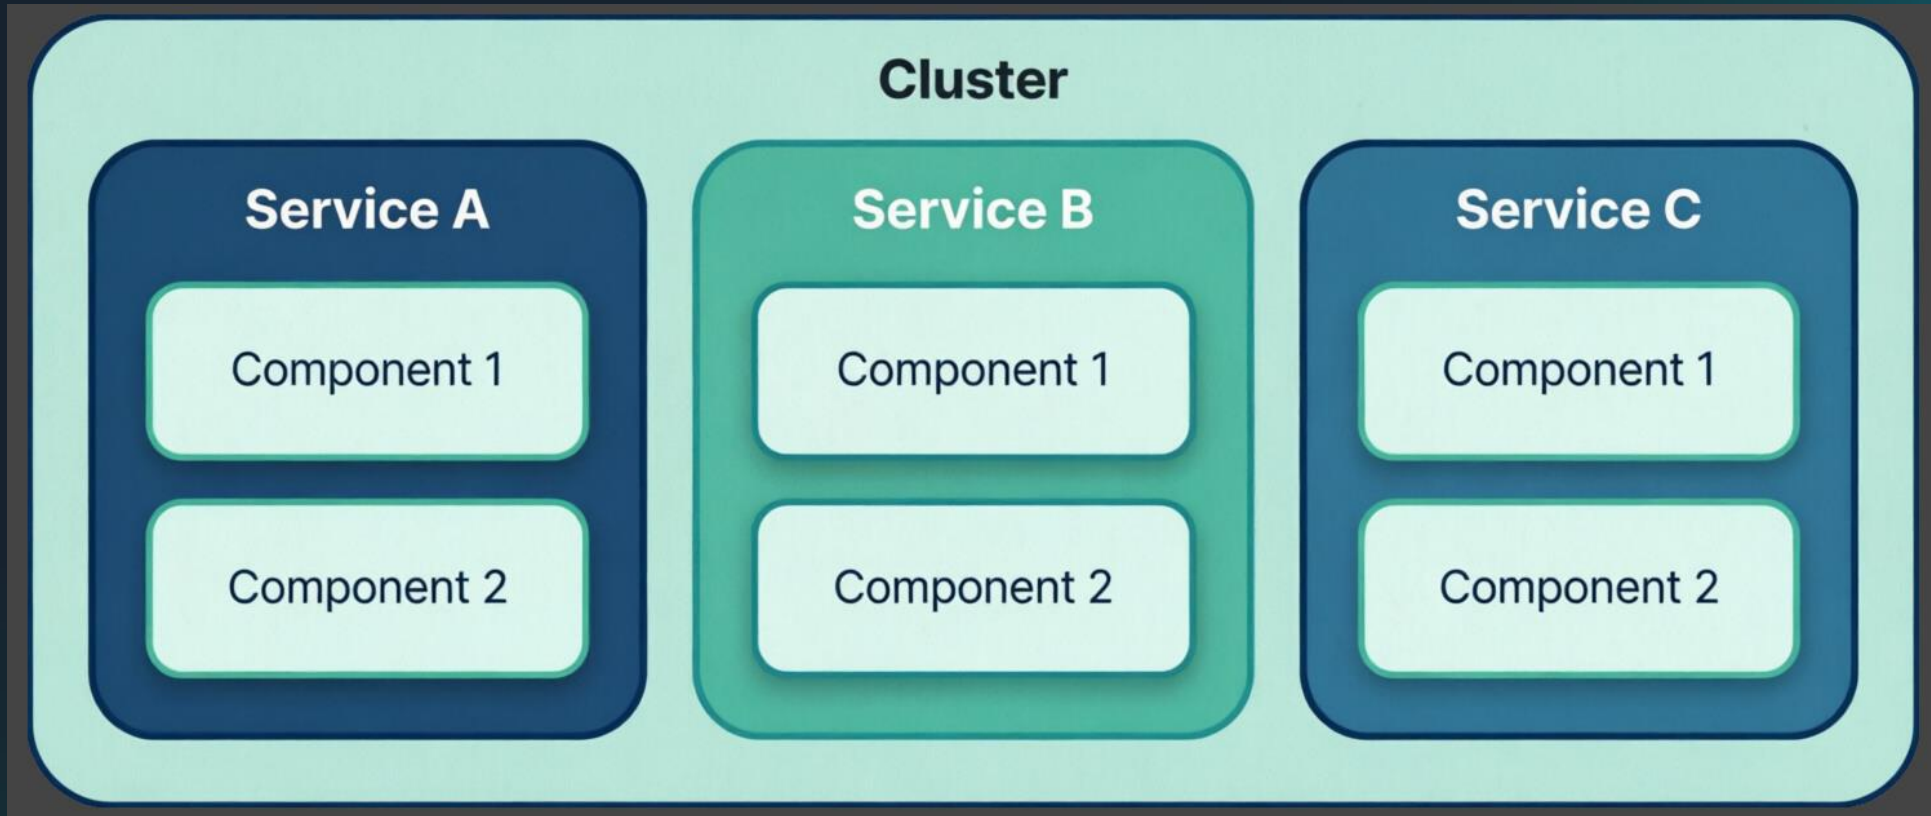 Cluster
Service A
Component 1
Component 2
Service B
Component 1
Component 2
Service C
Component 1
Component 2